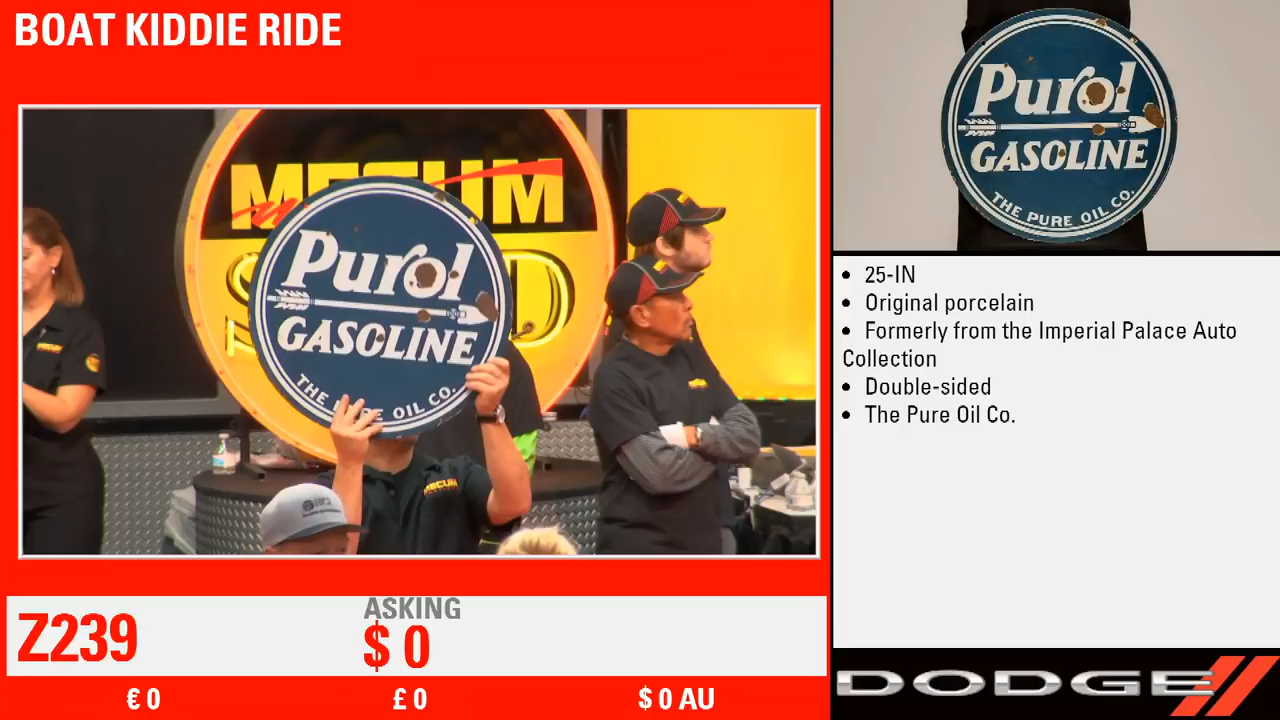 BOAT KIDDIE RIDE
MECUM
Purol
GASOLINE
THE PURE OIL CO.
MECUM
Z239
ASKING
$ 0
€ 0
£ 0
$ 0 AU
Purol
GASOLINE
THE PURE OIL CO.
• 25-IN
• Original porcelain
• Formerly from the Imperial Palace Auto
Collection
• Double-sided
• The Pure Oil Co.
DODGE